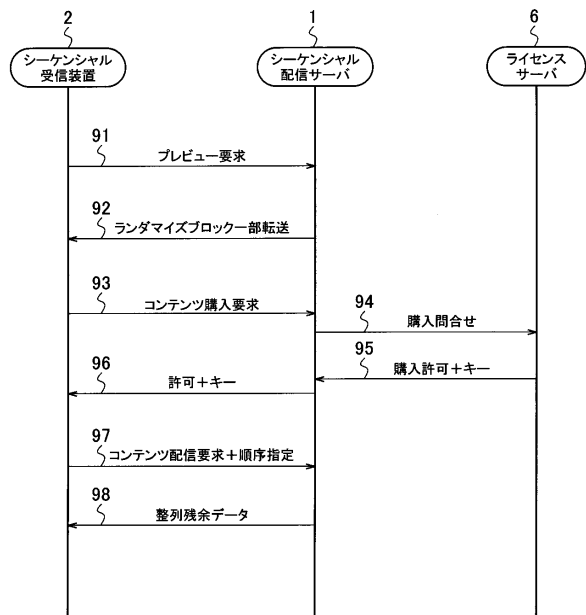 2
シーケンシャル
受信装置
1
シーケンシャル
配信サーバ
6
ライセンス
サーバ
91
プレビュー要求
92
ランダマイズブロック一部転送
93
コンテンツ購入要求
94
購入問合せ
95
購入許可+キー
96
許可+キー
97
コンテンツ配信要求+順序指定
98
整列残余データ